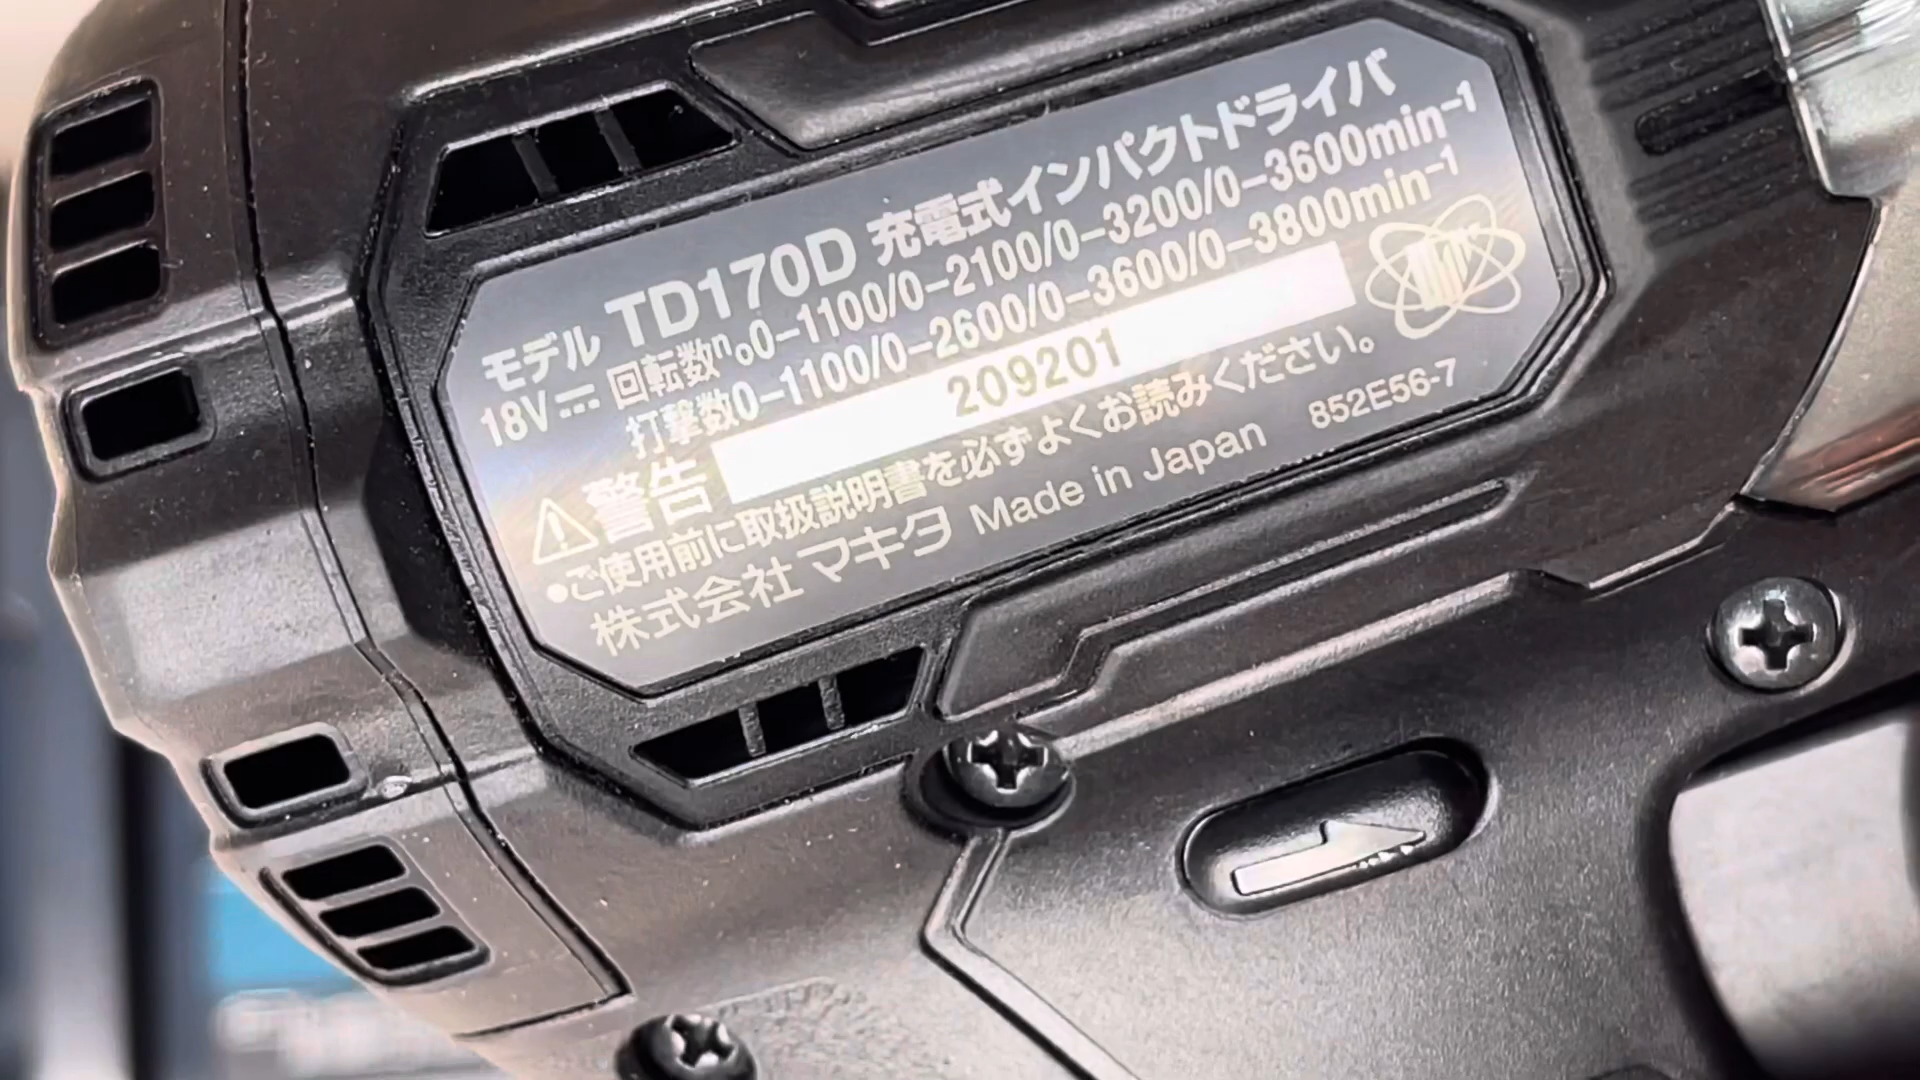 モデル TD170D 充電式インパクトドライバ
18V⎓ 回転数n₀0-1100/0-2100/0-3200/0-3600min⁻¹
打撃数0-1100/0-2600/0-3600/0-3800min⁻¹
⚠警告 209201
●ご使用前に取扱説明書を必ずよくお読みください。
株式会社 マキタ Made in Japan 852E56-7